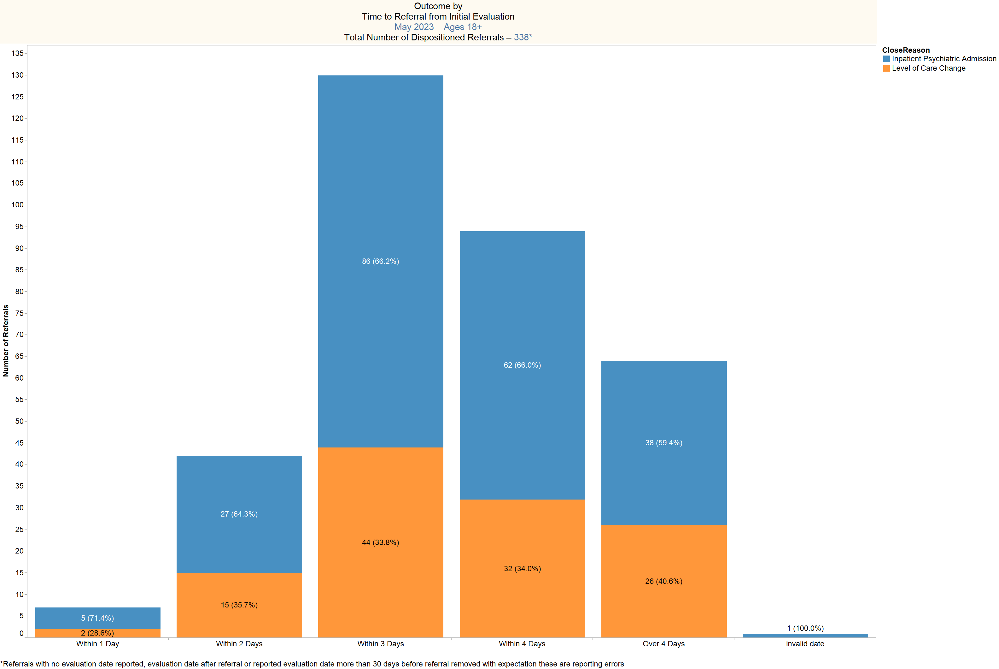 Outcome by
Time to Referral from Initial Evaluation
May 2023 Ages 18+
Total Number of Dispositioned Referrals – 338*
CloseReason
Inpatient Psychiatric Admission
Level of Care Change
Number of Referrals
135
130
125
120
115
110
105
100
95
90
85
80
75
70
65
60
55
50
45
40
35
30
25
20
15
10
5
0
5 (71.4%)
2 (28.6%)
27 (64.3%)
15 (35.7%)
86 (66.2%)
44 (33.8%)
62 (66.0%)
32 (34.0%)
38 (59.4%)
26 (40.6%)
1 (100.0%)
Within 1 Day
Within 2 Days
Within 3 Days
Within 4 Days
Over 4 Days
invalid date
*Referrals with no evaluation date reported, evaluation date after referral or reported evaluation date more than 30 days before referral removed with expectation these are reporting errors